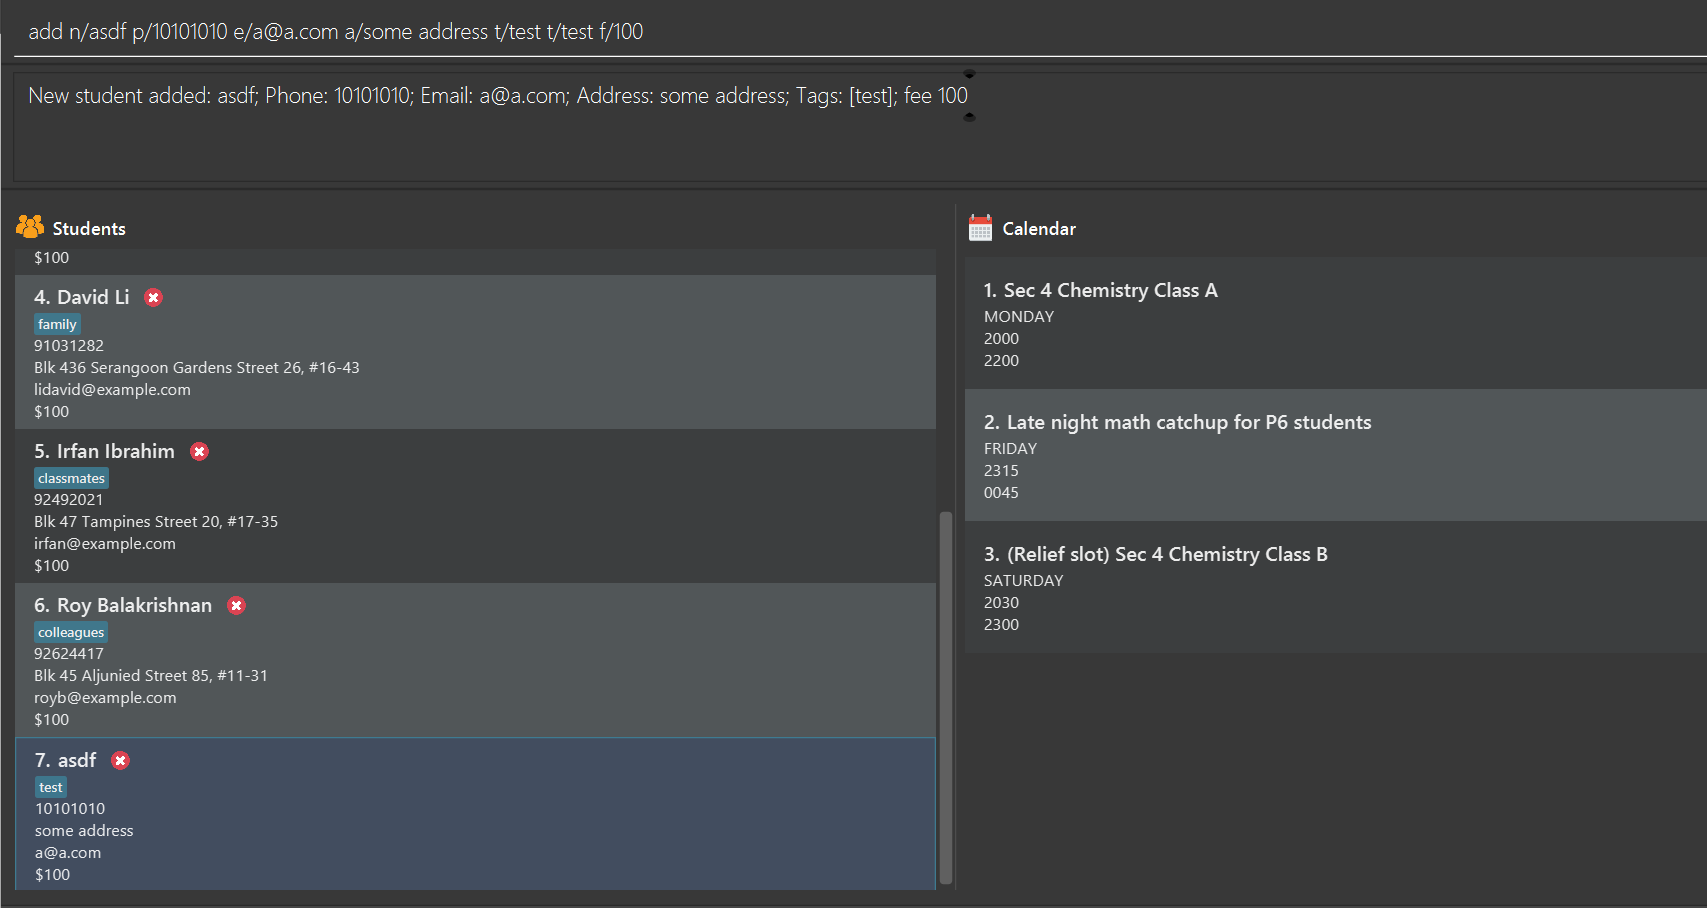 add n/asdf p/10101010 e/a@a.com a/some address t/test t/test f/100
New student added: asdf; Phone: 10101010; Email: a@a.com; Address: some address; Tags: [test]; fee 100
Students
$100
4. David Li
family
91031282
Blk 436 Serangoon Gardens Street 26, #16-43
lidavid@example.com
$100
5. Irfan Ibrahim
classmates
92492021
Blk 47 Tampines Street 20, #17-35
irfan@example.com
$100
6. Roy Balakrishnan
colleagues
92624417
Blk 45 Aljunied Street 85, #11-31
royb@example.com
$100
7. asdf
test
10101010
some address
a@a.com
$100
Calendar
1. Sec 4 Chemistry Class A
MONDAY
2000
2200
2. Late night math catchup for P6 students
FRIDAY
2315
0045
3. (Relief slot) Sec 4 Chemistry Class B
SATURDAY
2030
2300